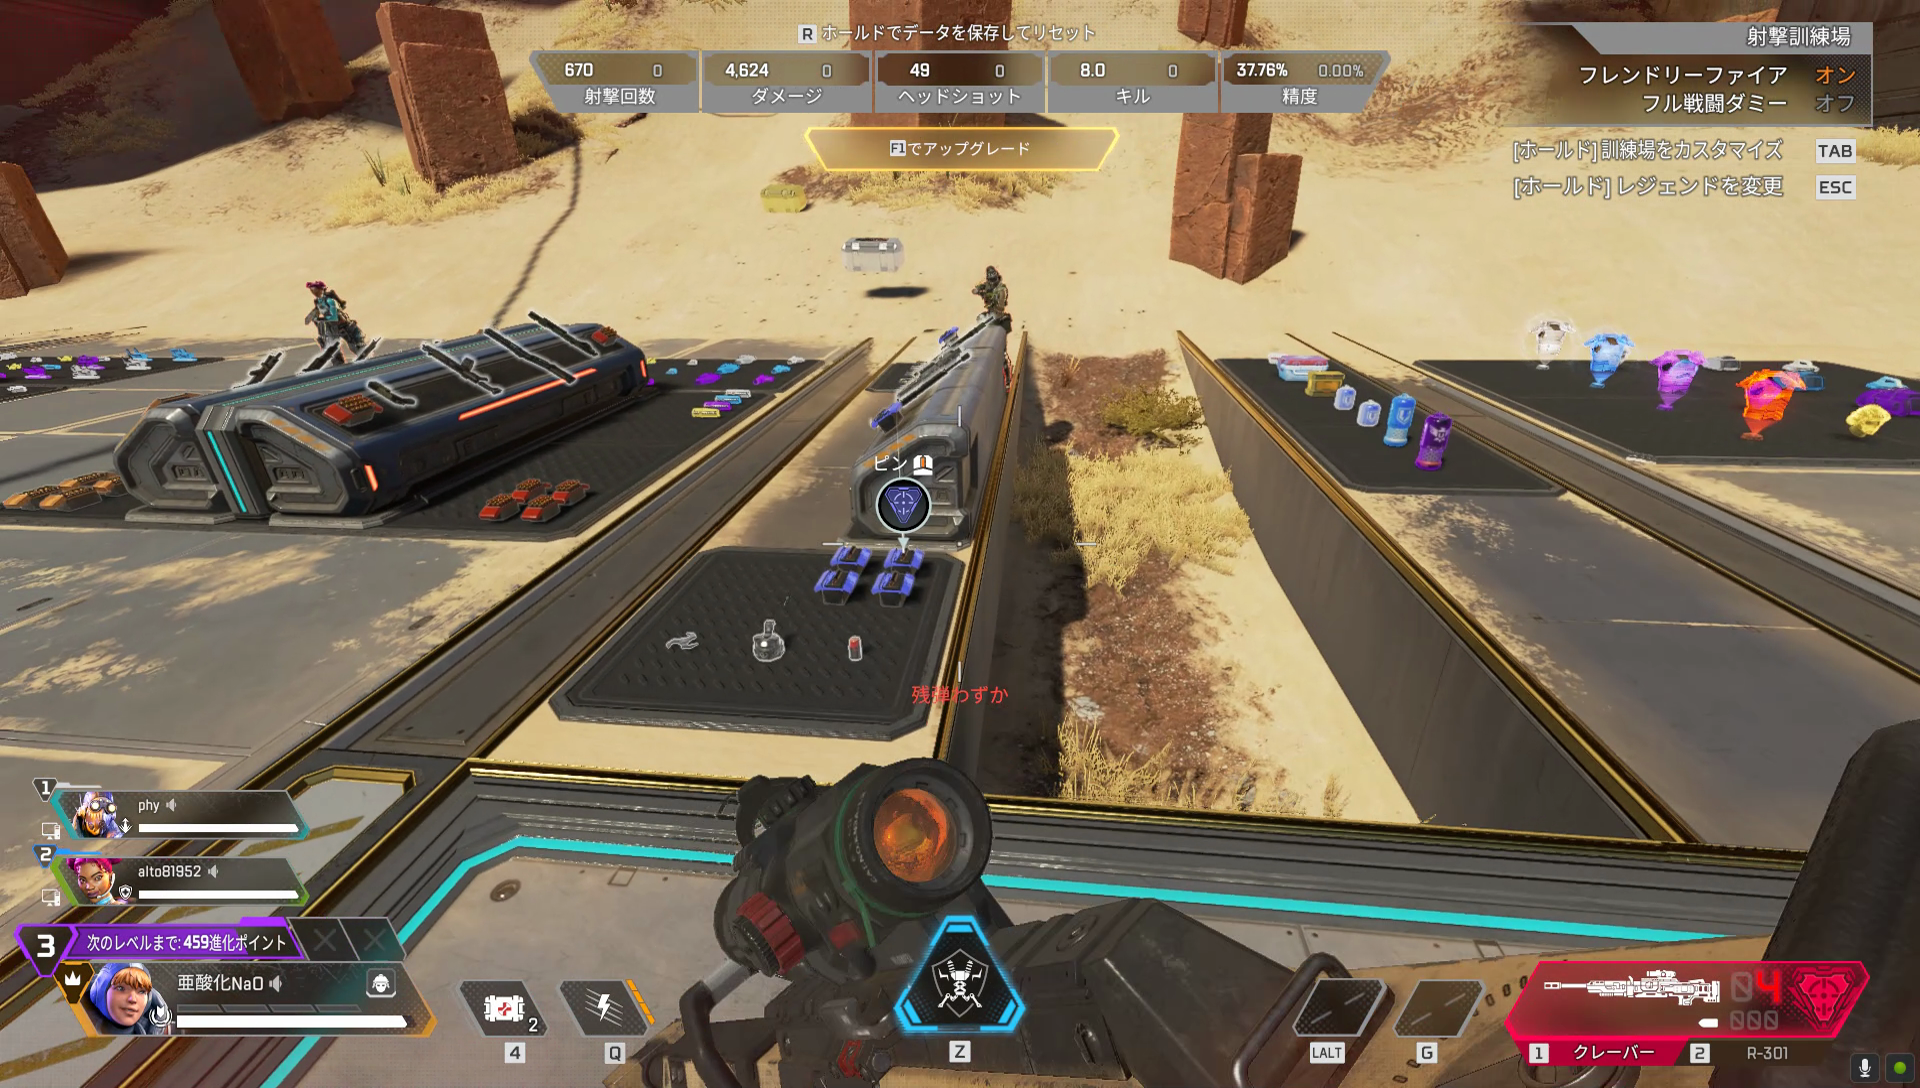 R ホールドでデータを保存してリセット
670 0
射撃回数
4,624 0
ダメージ
49 0
ヘッドショット
8.0 0
キル
37.76% 0.00%
精度
F1でアップグレード
射撃訓練場
フレンドリーファイア オン
フル戦闘ダミー オフ
[ホールド] 訓練場をカスタマイズ TAB
[ホールド] レジェンドを変更 ESC
ピン
残弾わずか
1
phy
2
alto81952
3
次のレベルまで: 459進化ポイント
亜酸化NaO
2
4
Q
Z
LALT
G
04
000
1 クレーバー
2 R-301